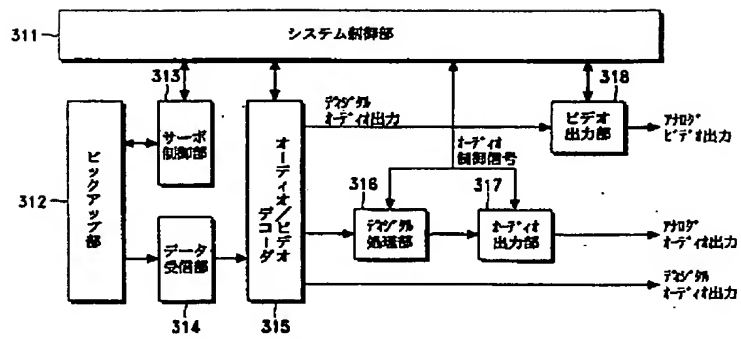 311
システム制御部
313
318
ディジタル
オーディオ出力
ビデオ
出力部
アナログ
ビデオ出力
サーボ
制御部
オーディオ
制御信号
312
ピックアップ部
オーディオ/ビデオ
デコーダ
316
317
ディジタル
処理部
オーディオ
出力部
アナログ
オーディオ出力
データ
受信部
ディジタル
オーディオ出力
314
315